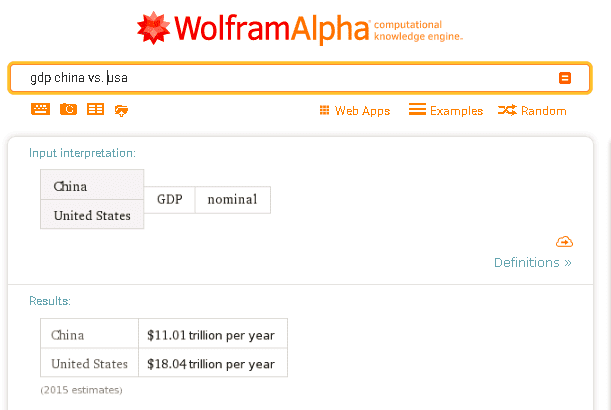 WolframAlpha computational knowledge engine™
gdp china vs. usa
Web Apps Examples Random
Input interpretation:
China
United States
GDP nominal
Definitions »
Results:
China $11.01 trillion per year
United States $18.04 trillion per year
(2015 estimates)